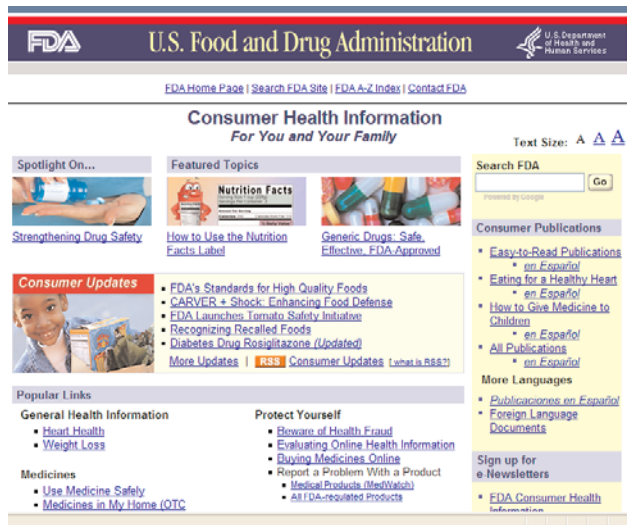 FDA
U.S. Food and Drug Administration
U.S. Department
of Health and
Human Services
FDA Home Page | Search FDA Site | FDA A-Z Index | Contact FDA
Consumer Health Information
For You and Your Family
Text Size: A A A
Spotlight On...
Strengthening Drug Safety
Featured Topics
Nutrition Facts
How to Use the Nutrition
Facts Label
Generic Drugs: Safe,
Effective, FDA-Approved
Search FDA
Go
Powered by Google
Consumer Updates
▪ FDA's Standards for High Quality Foods
▪ CARVER + Shock: Enhancing Food Defense
▪ FDA Launches Tomato Safety Initiative
▪ Recognizing Recalled Foods
▪ Diabetes Drug Rosiglitazone (Updated)
More Updates | RSS Consumer Updates [what is RSS?]
Consumer Publications
▪ Easy-to-Read Publications
▪ en Español
▪ Eating for a Healthy Heart
▪ en Español
▪ How to Give Medicine to
Children
▪ en Español
▪ All Publications
▪ en Español
More Languages
▪ Publicaciones en Español
▪ Foreign Language
Documents
Popular Links
General Health Information
▪ Heart Health
▪ Weight Loss
Medicines
▪ Use Medicine Safely
▪ Medicines in My Home (OTC
Protect Yourself
▪ Beware of Health Fraud
▪ Evaluating Online Health Information
▪ Buying Medicines Online
▪ Report a Problem With a Product
▪ Medical Products (MedWatch)
▪ All FDA-regulated Products
Sign up for
e-Newsletters
▪ FDA Consumer Health
Information